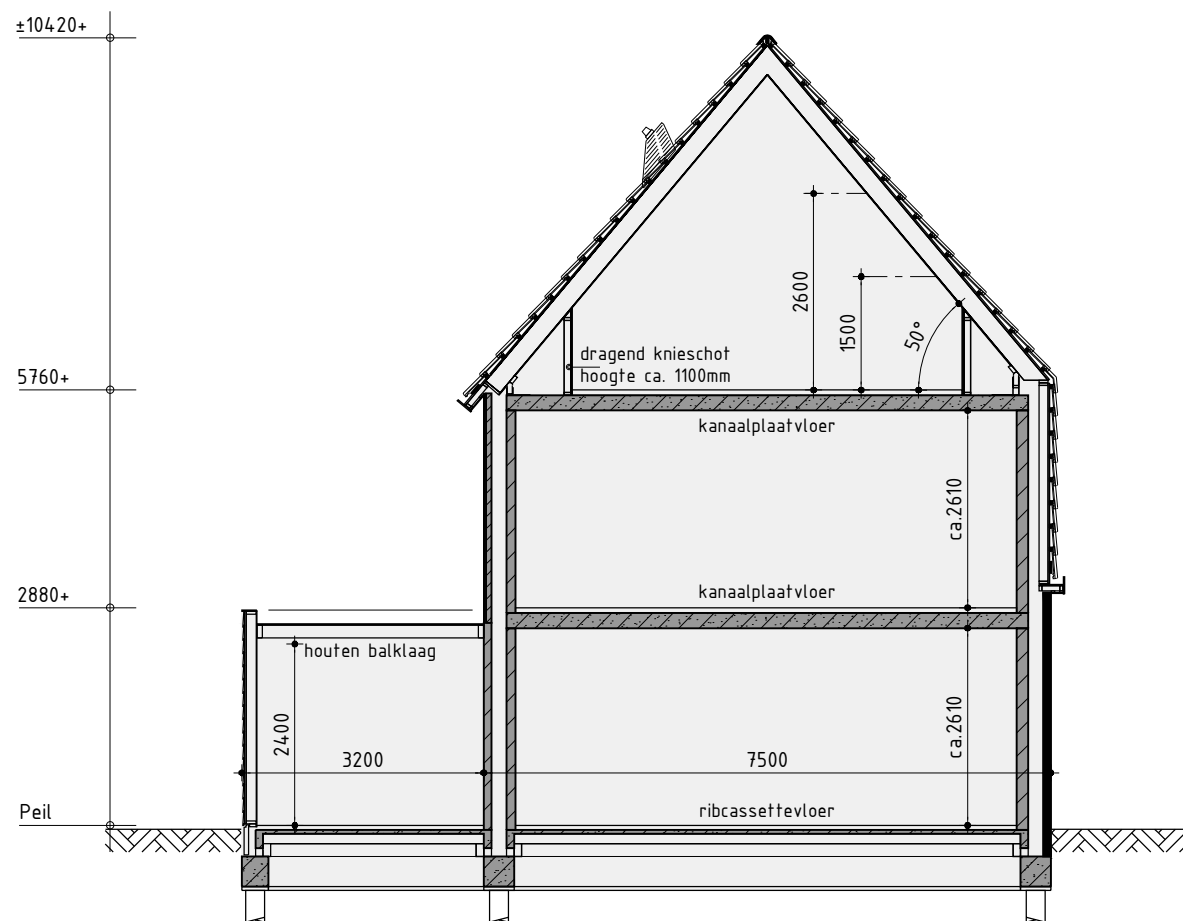 ±10420+
2600
1500
50°
dragend knieschot
hoogte ca. 1100mm
5760+
kanaalplaatvloer
ca.2610
kanaalplaatvloer
2880+
houten balklaag
2400
3200
7500
ca.2610
Peil
ribcassettevloer